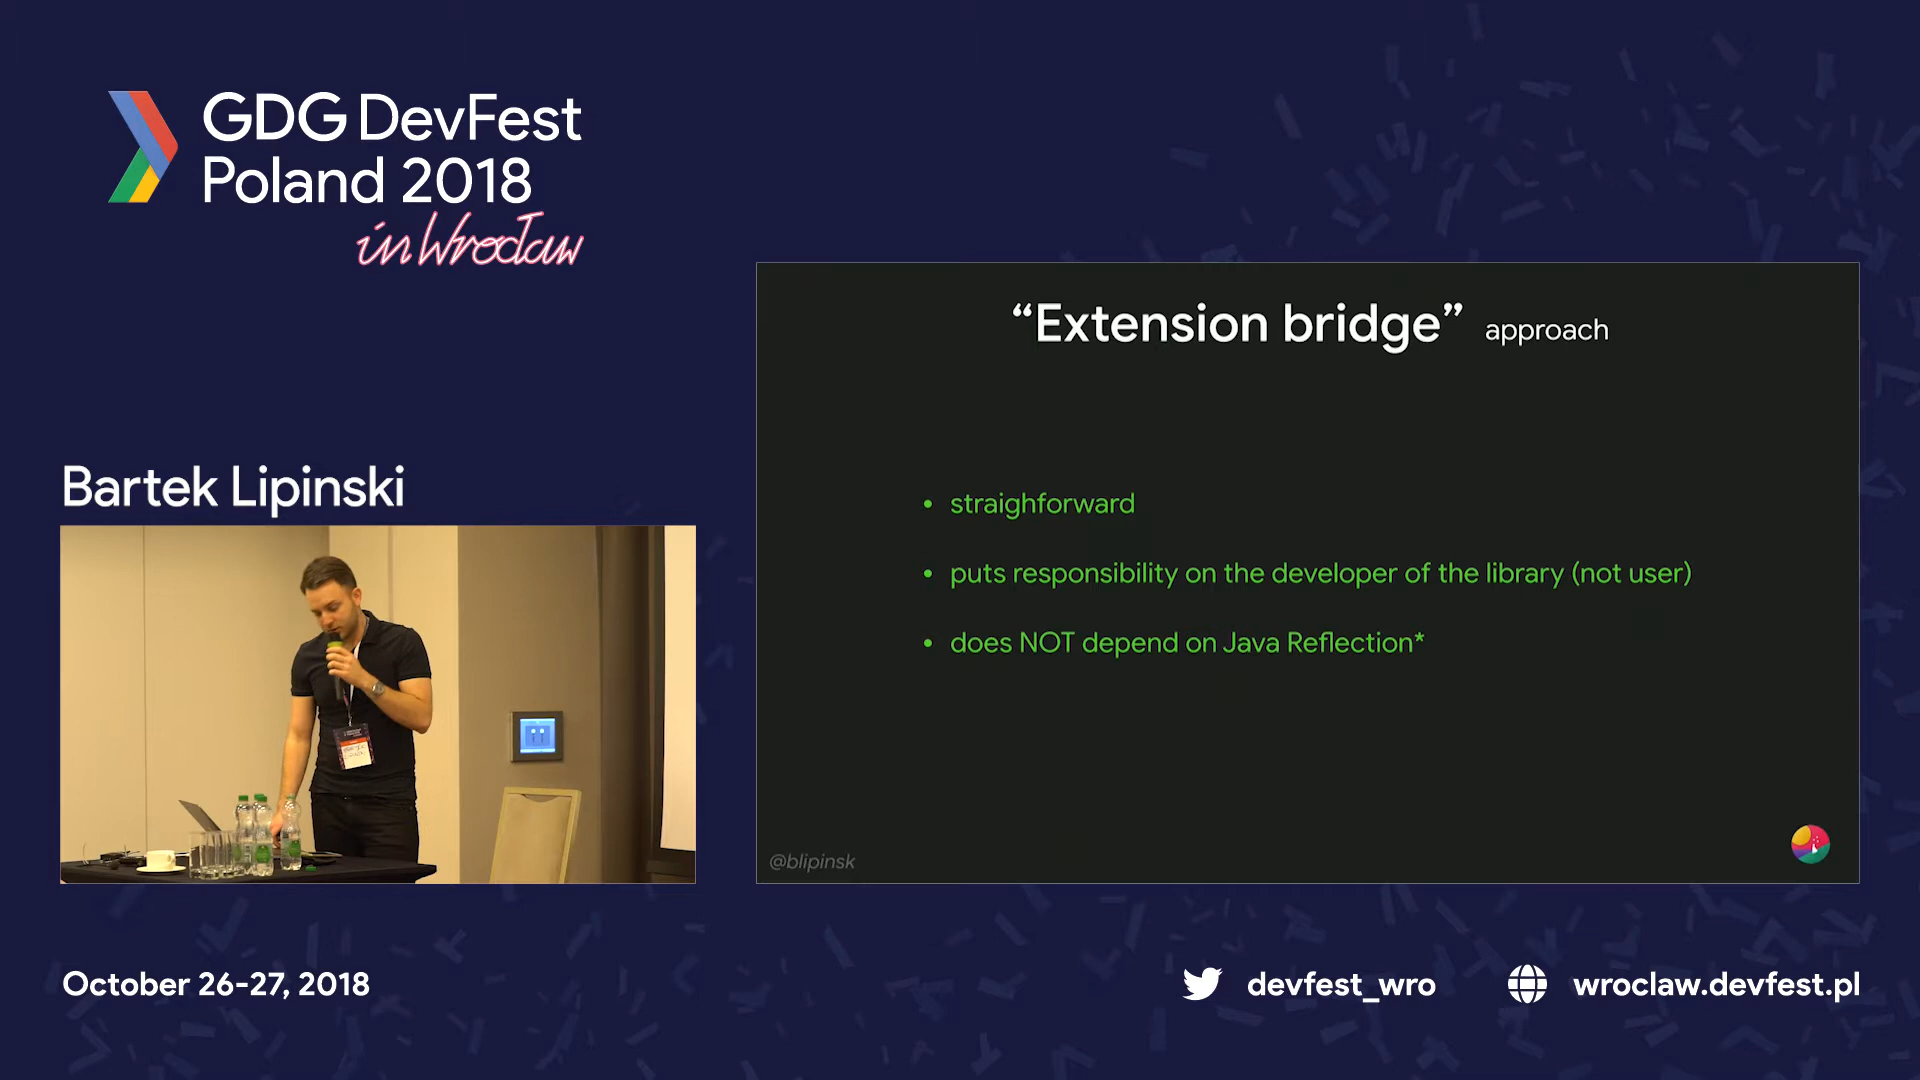 GDG DevFest
Poland 2018
in Wrocław
Bartek Lipinski
“Extension bridge” approach
• straighforward
• puts responsibility on the developer of the library (not user)
• does NOT depend on Java Reflection*
@blipinsk
October 26-27, 2018
devfest_wro
wroclaw.devfest.pl